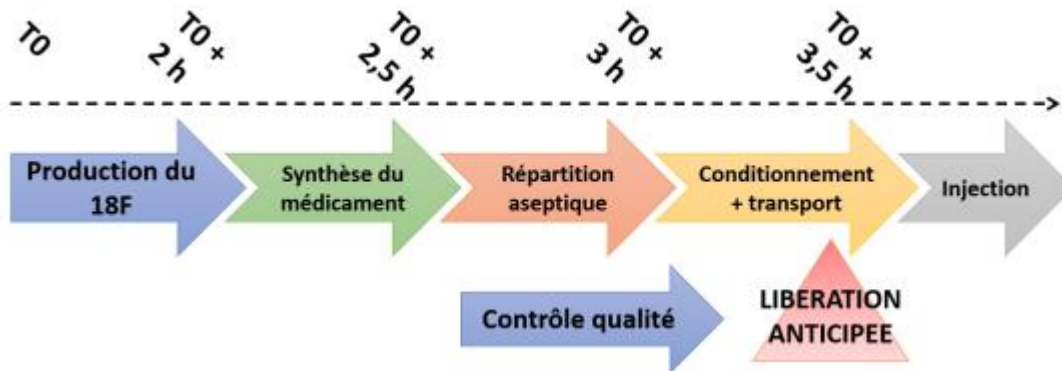 T0
T0 +
2 h
T0 +
2,5 h
T0 +
3 h
T0 +
3,5 h
Production du
18F
Synthèse du
médicament
Répartition
aseptique
Conditionnement
+ transport
Injection
Contrôle qualité
LIBERATION
ANTICIPEE